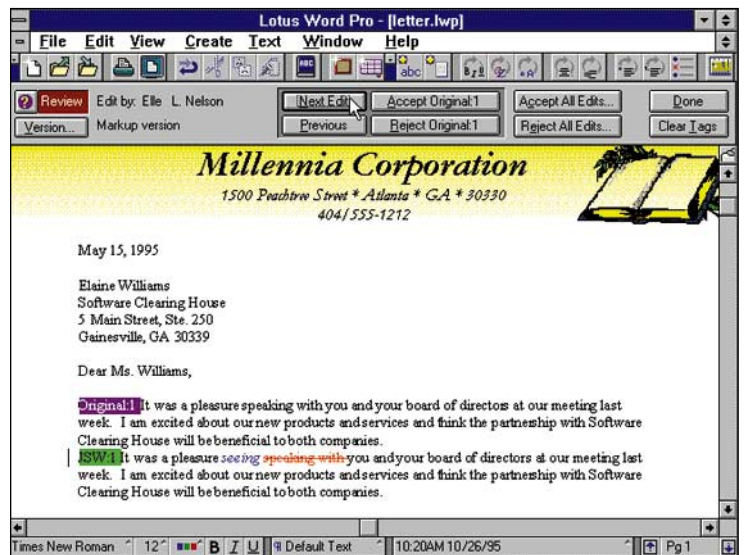 Lotus Word Pro - [letter.lwp]
File Edit View Create Text Window Help
Review Edit by: Elle L. Nelson Next Edit Accept Original:1 Accept All Edits... Done
Version... Markup version Previous Reject Original:1 Reject All Edits... Clear Tags
Millennia Corporation
1500 Peachtree Street * Atlanta * GA * 30330
404/555-1212
May 15, 1995
Elaine Williams
Software Clearing House
5 Main Street, Ste. 250
Gainesville, GA 30339
Dear Ms. Williams,
Original:1 It was a pleasure speaking with you and your board of directors at our meeting last
week. I am excited about our new products and services and think the partnership with Software
Clearing House will be beneficial to both companies.
JSW:1 It was a pleasure seeing speaking with you and your board of directors at our meeting last
week. I am excited about our new products and services and think the partnership with Software
Clearing House will be beneficial to both companies.
Times New Roman 12 B I U Default Text 10:20AM 10/26/95 Pg 1